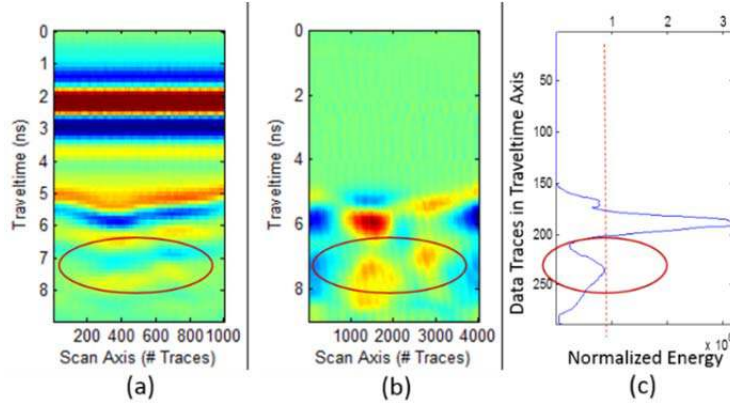 0
1
2
3
4
5
6
7
8
Traveltime (ns)
200 400 600 800 1000
Scan Axis (# Traces)
(a)
0
2
4
6
8
Traveltime (ns)
1000 2000 3000 4000
Scan Axis (# Traces)
(b)
1 2 3
50
100
150
200
250
Data Traces in Traveltime Axis
Normalized Energy
(c)